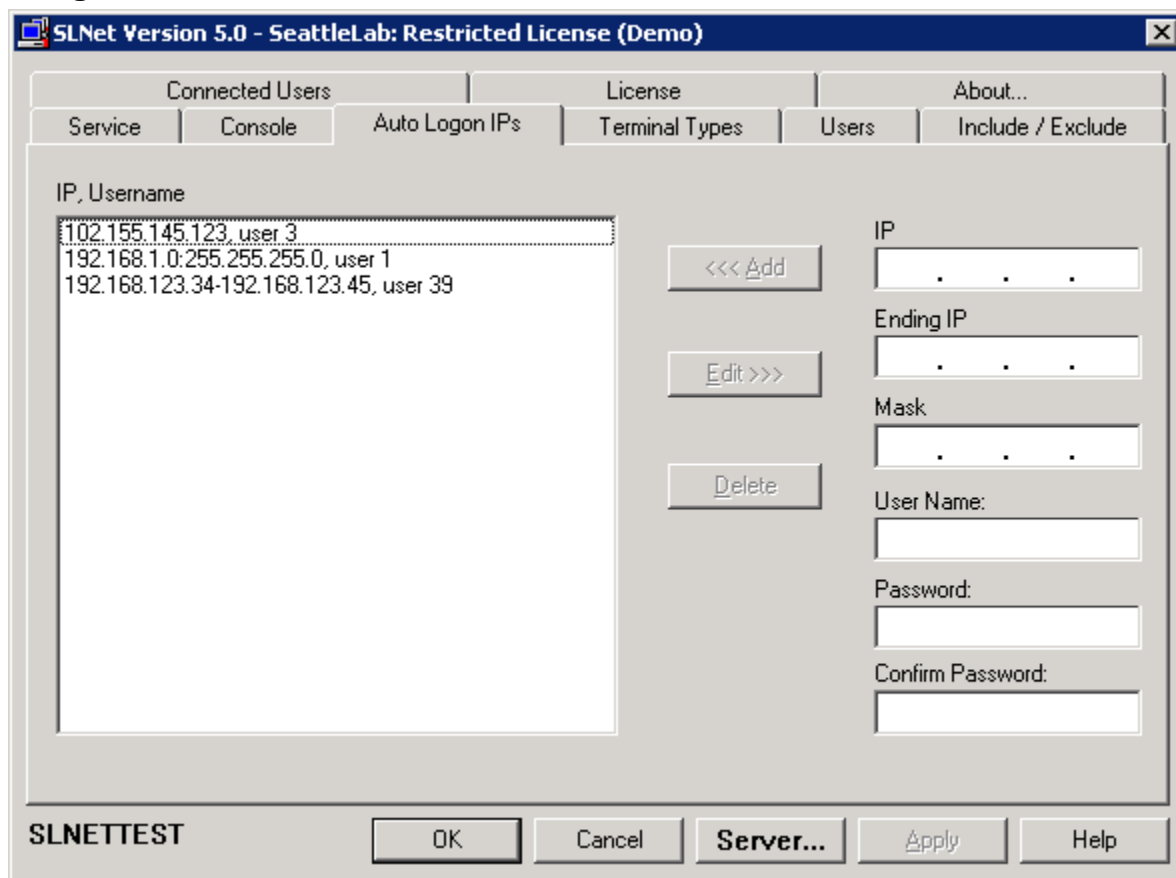 SLNet Version 5.0 - SeattleLab: Restricted License (Demo)
Connected Users
License
About...
Service
Console
Auto Logon IPs
Terminal Types
Users
Include / Exclude
IP, Username
102.155.145.123, user 3
192.168.1.0:255.255.255.0, user 1
192.168.123.34-192.168.123.45, user 39
<<< Add
Edit >>>
Delete
IP
. . .
Ending IP
. . .
Mask
. . .
User Name:
Password:
Confirm Password:
SLNETTEST
OK
Cancel
Server...
Apply
Help